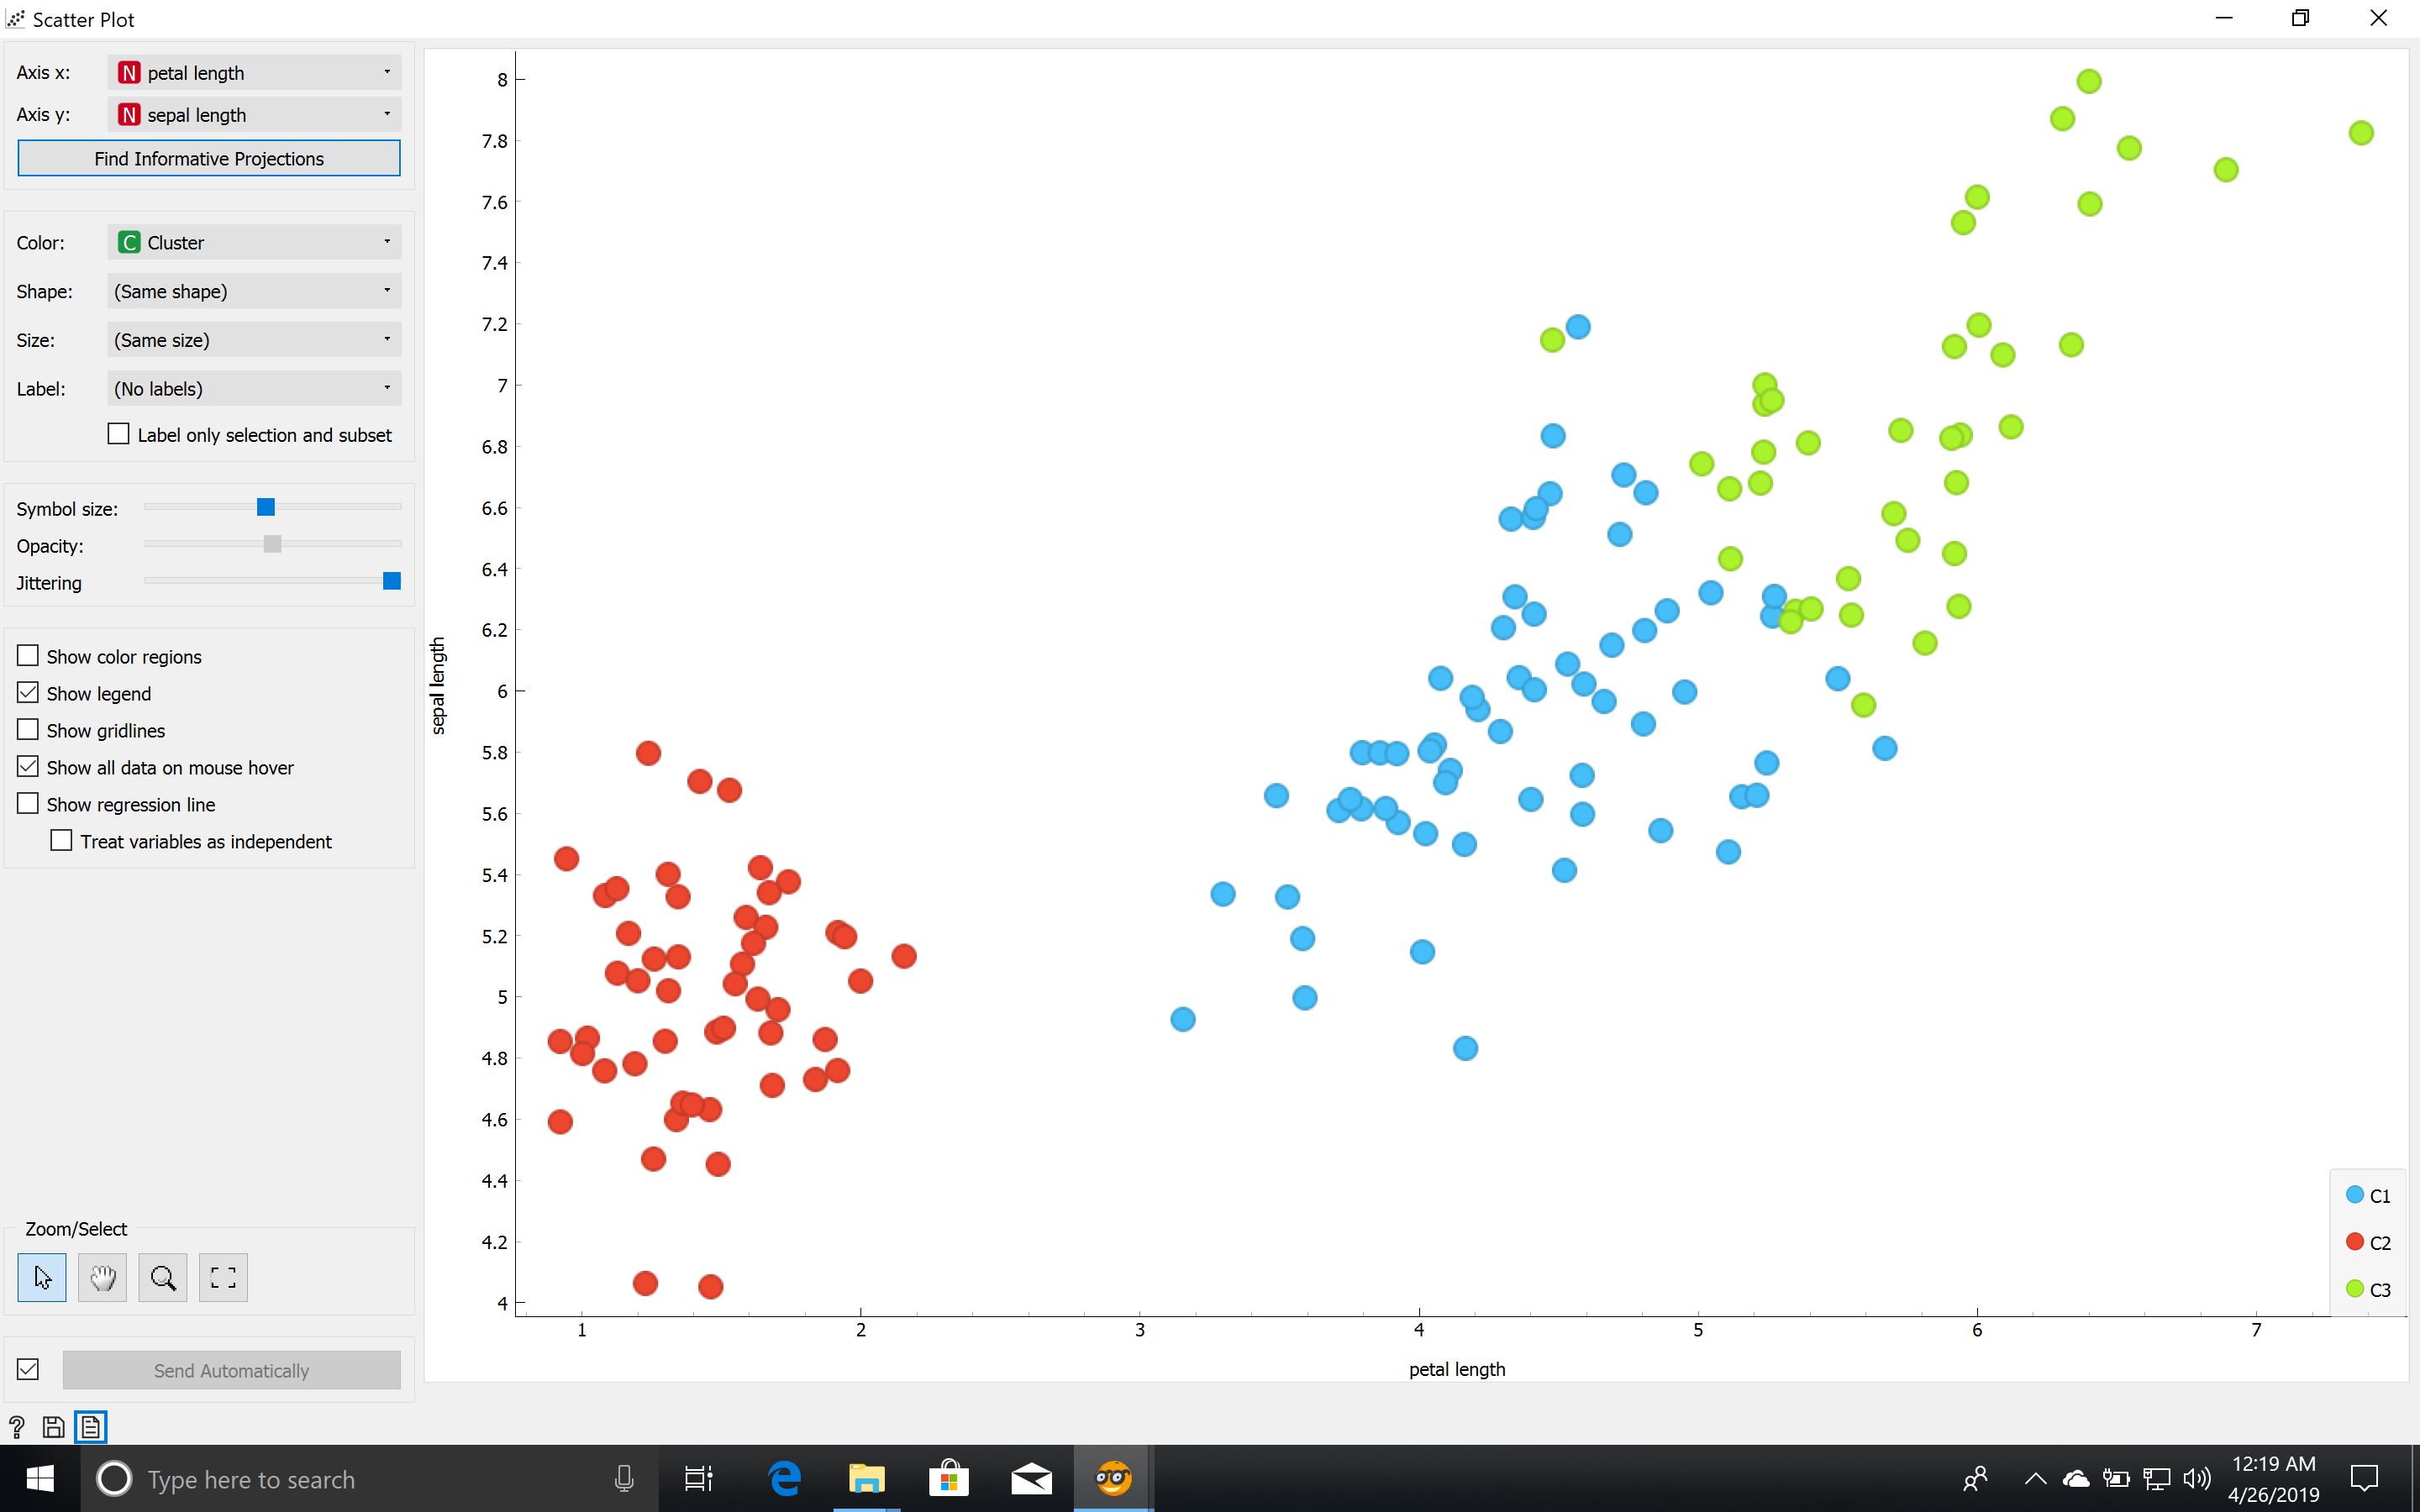 Scatter Plot
Axis x: N petal length
Axis y: N sepal length
Find Informative Projections
Color: C Cluster
Shape: (Same shape)
Size: (Same size)
Label: (No labels)
Label only selection and subset
Symbol size:
Opacity:
Jittering
Show color regions
Show legend
Show gridlines
Show all data on mouse hover
Show regression line
Treat variables as independent
Zoom/Select
Send Automatically
?
sepal length
8
7.8
7.6
7.4
7.2
7
6.8
6.6
6.4
6.2
6
5.8
5.6
5.4
5.2
5
4.8
4.6
4.4
4.2
4
1 2 3 4 5 6 7
petal length
C1
C2
C3
Type here to search
12:19 AM
4/26/2019